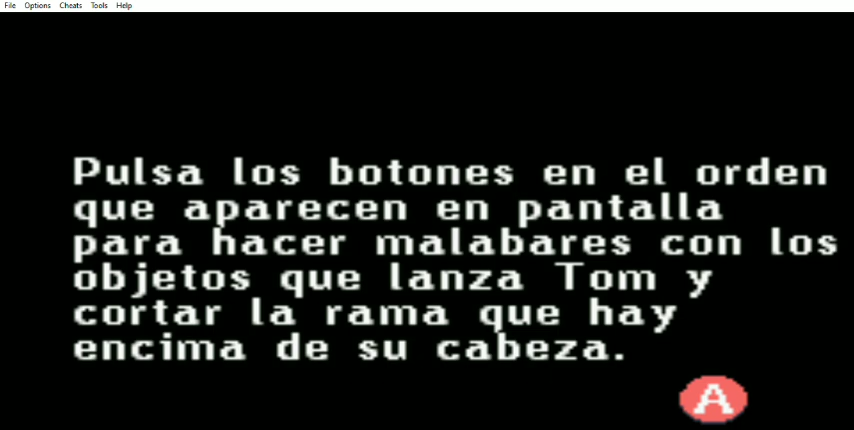 File Options Cheats Tools Help
Pulsa los botones en el orden
que aparecen en pantalla
para hacer malabares con los
objetos que lanza Tom y
cortar la rama que hay
encima de su cabeza.
A